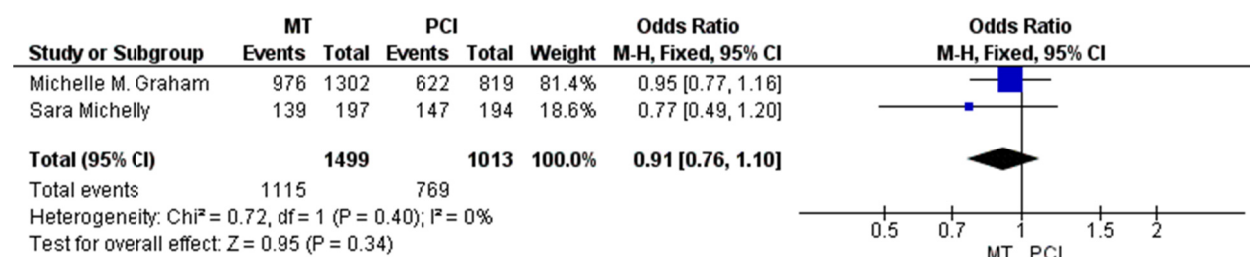 MT PCI Odds Ratio Odds Ratio
Study or Subgroup Events Total Events Total Weight M-H, Fixed, 95% CI M-H, Fixed, 95% CI
Michelle M. Graham 976 1302 622 819 81.4% 0.95 [0.77, 1.16]
Sara Michelly 139 197 147 194 18.6% 0.77 [0.49, 1.20]
Total (95% CI) 1499 1013 100.0% 0.91 [0.76, 1.10]
Total events 1115 769
Heterogeneity: Chi² = 0.72, df = 1 (P = 0.40); I² = 0%
Test for overall effect: Z = 0.95 (P = 0.34)
0.5 0.7 1 1.5 2
MT PCI